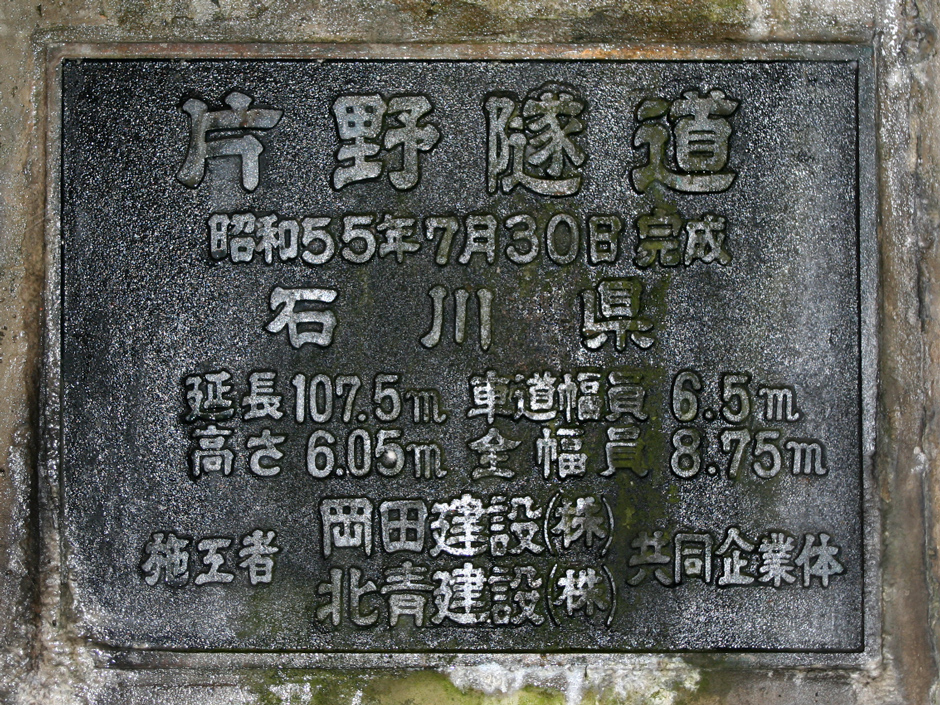 片野隧道
昭和55年7月30日完成
石川県
延長107.5m 車道幅員 6.5m
高さ 6.05m 全幅員 8.75m
施工者 岡田建設(株) 共同企業体
北青建設(株)